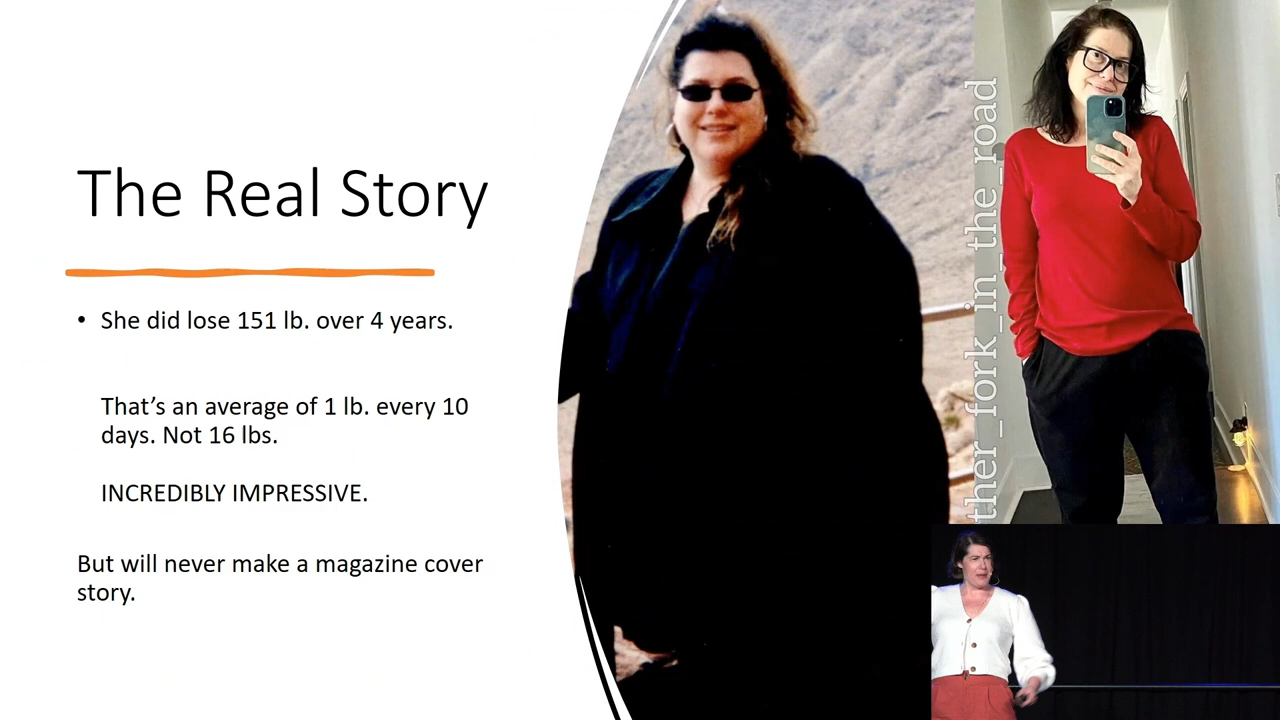 The Real Story
• She did lose 151 lb. over 4 years.
That’s an average of 1 lb. every 10
days. Not 16 lbs.
INCREDIBLY IMPRESSIVE.
But will never make a magazine cover
story.
ther_fork_in_the_road